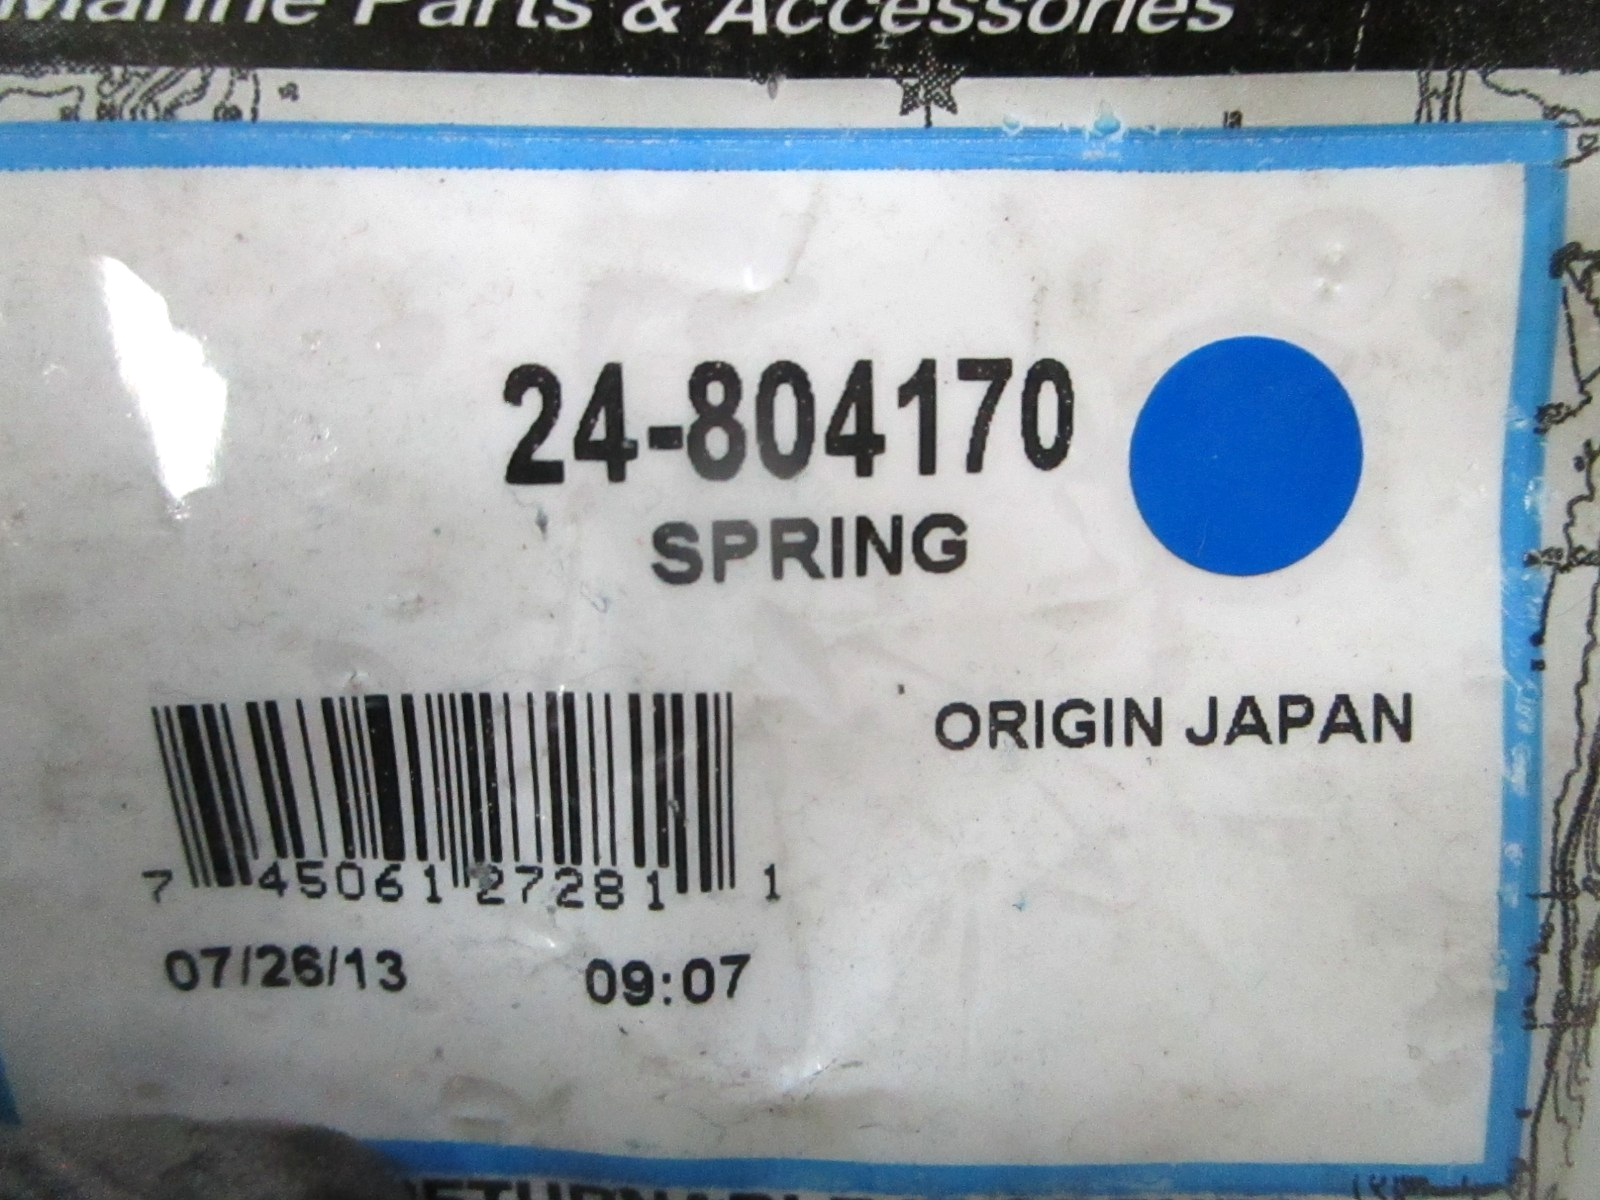 Marine Parts & Accessories
24-804170
SPRING
ORIGIN JAPAN
7 45061 27281 1
07/26/13 09:07